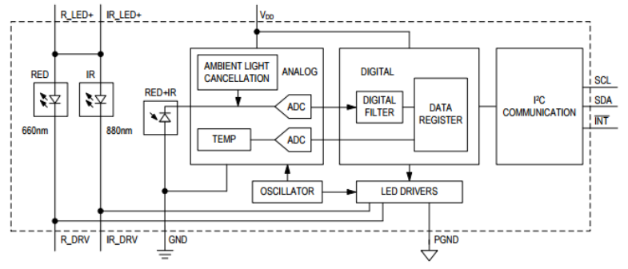 R_LED+
IR_LED+
VDD
RED
IR
RED+IR
AMBIENT LIGHT
CANCELLATION
ANALOG
DIGITAL
ADC
DIGITAL
FILTER
DATA
REGISTER
I²C
COMMUNICATION
SCL
SDA
INT
660nm
880nm
TEMP
ADC
OSCILLATOR
LED DRIVERS
R_DRV
IR_DRV
GND
PGND